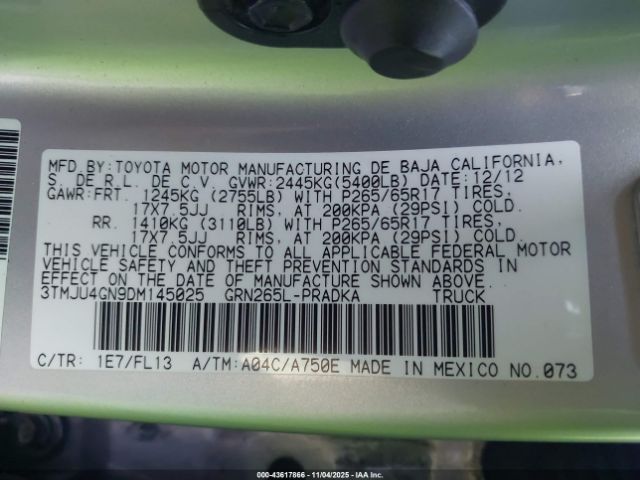 MFD.BY:TOYOTA MOTOR MANUFACTURING DE BAJA CALIFORNIA,
S. DE R.L. DE C.V. GVWR:2445KG(5400LB) DATE:12/12
GAWR:FRT. 1245KG (2755LB) WITH P265/65R17 TIRES,
17X7.5JJ RIMS, AT 200KPA (29PSI) COLD.
RR. 1410KG (3110LB) WITH P265/65R17 TIRES,
17X7.5JJ RIMS, AT 200KPA (29PSI) COLD.
THIS VEHICLE CONFORMS TO ALL APPLICABLE FEDERAL MOTOR
VEHICLE SAFETY AND THEFT PREVENTION STANDARDS IN
EFFECT ON THE DATE OF MANUFACTURE SHOWN ABOVE.
3TMJU4GN9DM145025 GRN265L-PRADKA TRUCK
C/TR: 1E7/FL13 A/TM:A04C/A750E MADE IN MEXICO NO.073
000-43617866 - 11/04/2025 - IAA Inc.